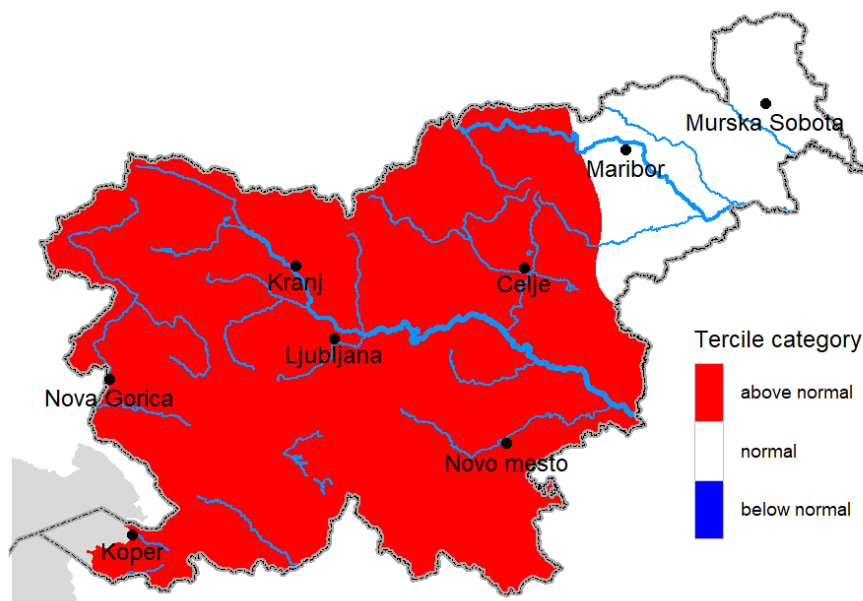 Murska Sobota
Maribor
Kranj
Celje
Ljubljana
Nova Gorica
Novo mesto
Koper
Tercile category
above normal
normal
below normal